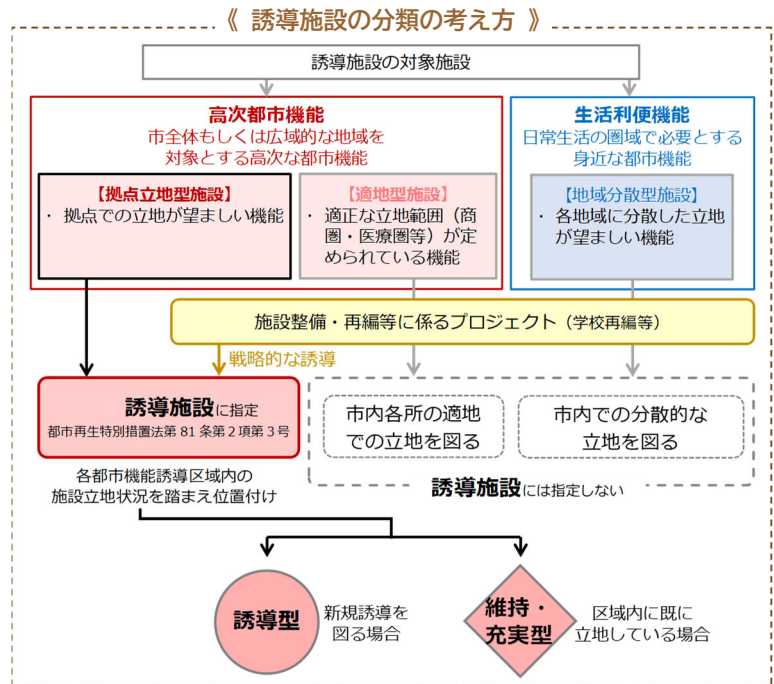 《 誘導施設の分類の考え方 》
誘導施設の対象施設
高次都市機能
市全体もしくは広域的な地域を
対象とする高次な都市機能
【拠点立地型施設】
・ 拠点での立地が望ましい機能
【適地型施設】
・ 適正な立地範囲（商
圏・医療圏等）が定
められている機能
生活利便機能
日常生活の圏域で必要とする
身近な都市機能
【地域分散型施設】
・ 各地域に分散した立地
が望ましい機能
施設整備・再編等に係るプロジェクト（学校再編等）
戦略的な誘導
誘導施設に指定
都市再生特別措置法第 81 条第２項第３号
市内各所の適地
での立地を図る
市内での分散的な
立地を図る
誘導施設には指定しない
各都市機能誘導区域内の
施設立地状況を踏まえ位置付け
誘導型
新規誘導を
図る場合
維持・
充実型
区域内に既に
立地している場合